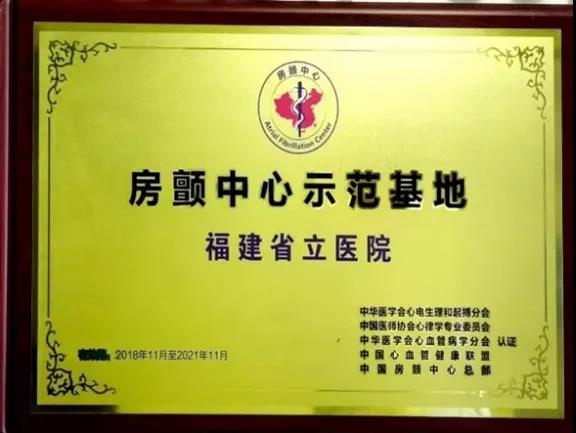 房颤中心
Atrial Fibrillation Center
房颤中心示范基地
福建省立医院
中华医学会心电生理和起搏分会
中国医师协会心律学专业委员会
中华医学会心血管病学分会 认证
中国心血管健康联盟
中国房颤中心总部
有效期：2018年11月至2021年11月